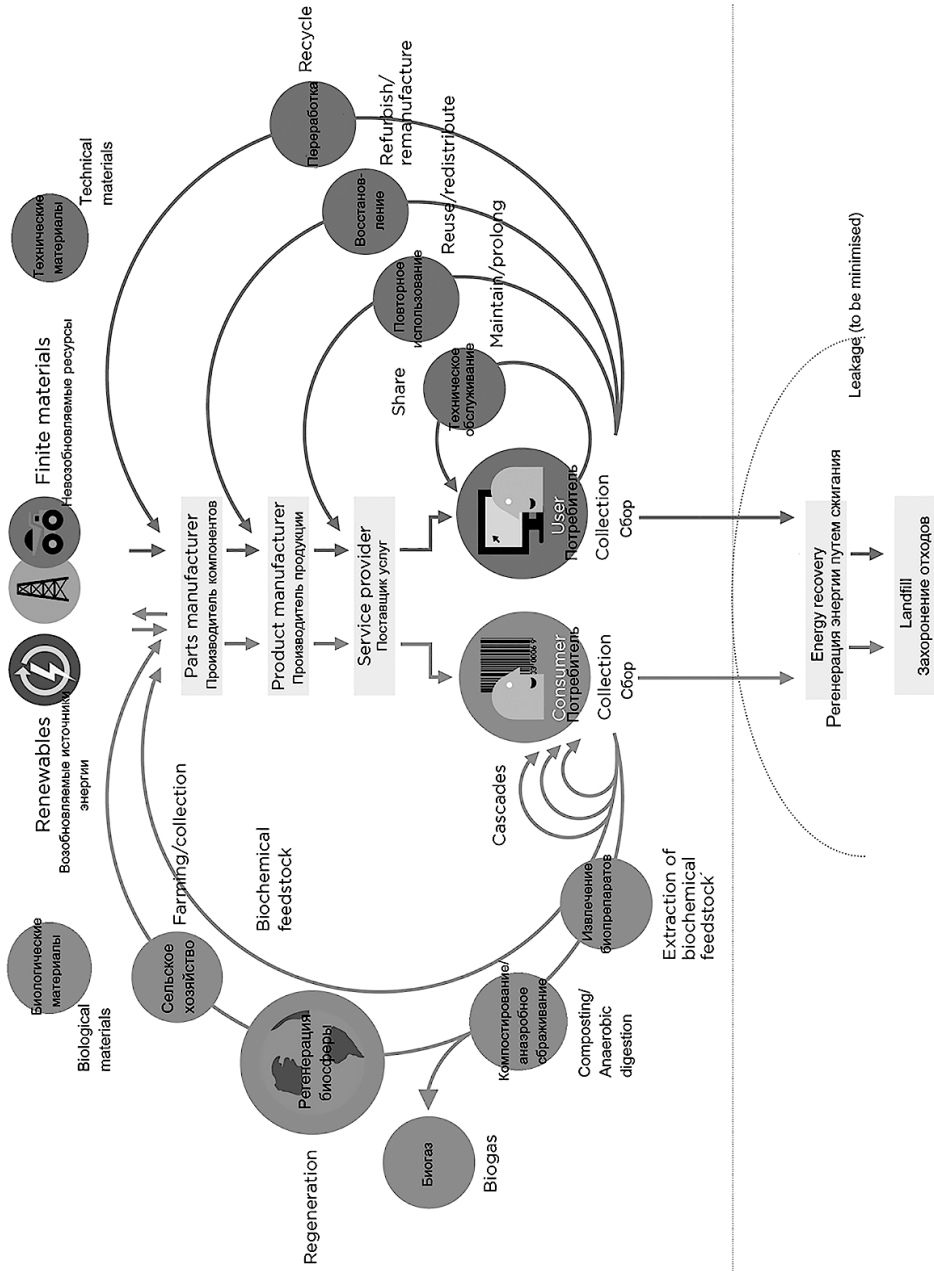 Биологические
материалы
Biological
materials
Renewables
Возобновляемые источники
энергии
Finite materials
Невозобновляемые ресурсы
Технические
материалы
Technical
materials
Сельское
хозяйство
Farming/collection
Parts manufacturer
Производитель компонентов
Переработка
Recycle
Регенерация
биосферы
Regeneration
Biochemical
feedstock
Product manufacturer
Производитель продукции
Восстанов-
ление
Refurbish/
remanufacture
Service provider
Поставщик услуг
Повторное
использование
Reuse/redistribute
Биогаз
Biogas
Share
Техническое
обслуживание
Maintain/prolong
Компостирование/
анаэробное
сбраживание
Composting/
Anaerobic
digestion
Cascades
Consumer
Потребитель
User
Потребитель
Извлечение
биопрепаратов
Extraction of
biochemical
feedstock
Collection
Сбор
Collection
Сбор
Energy recovery
Регенерация энергии путем сжигания
Leakage (to be minimised)
Landfill
Захоронение отходов